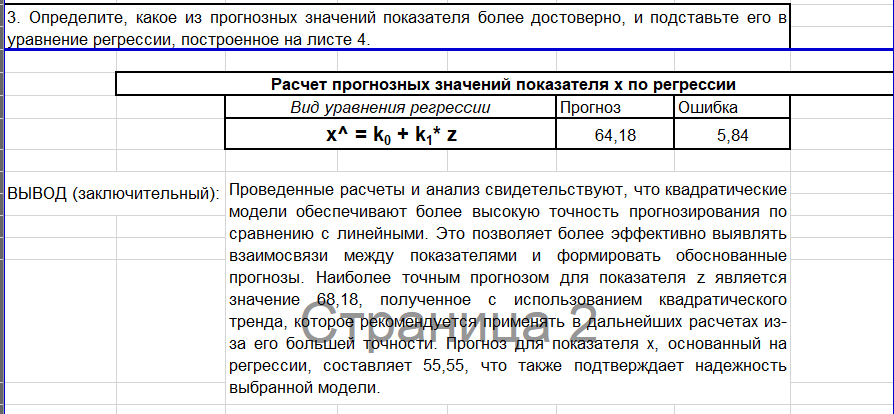 3. Определите, какое из прогнозных значений показателя более достоверно, и подставьте его в
уравнение регрессии, построенное на листе 4.
Расчет прогнозных значений показателя x по регрессии
Вид уравнения регрессии Прогноз Ошибка
x^ = k₀ + k₁* z 64,18 5,84
ВЫВОД (заключительный):
Проведенные расчеты и анализ свидетельствуют, что квадратические
модели обеспечивают более высокую точность прогнозирования по
сравнению с линейными. Это позволяет более эффективно выявлять
взаимосвязи между показателями и формировать обоснованные
прогнозы. Наиболее точным прогнозом для показателя z является
значение 68,18, полученное с использованием квадратического
тренда, которое рекомендуется применять в дальнейших расчетах из-
за его большей точности. Прогноз для показателя x, основанный на
регрессии, составляет 55,55, что также подтверждает надежность
выбранной модели.
Страница 2